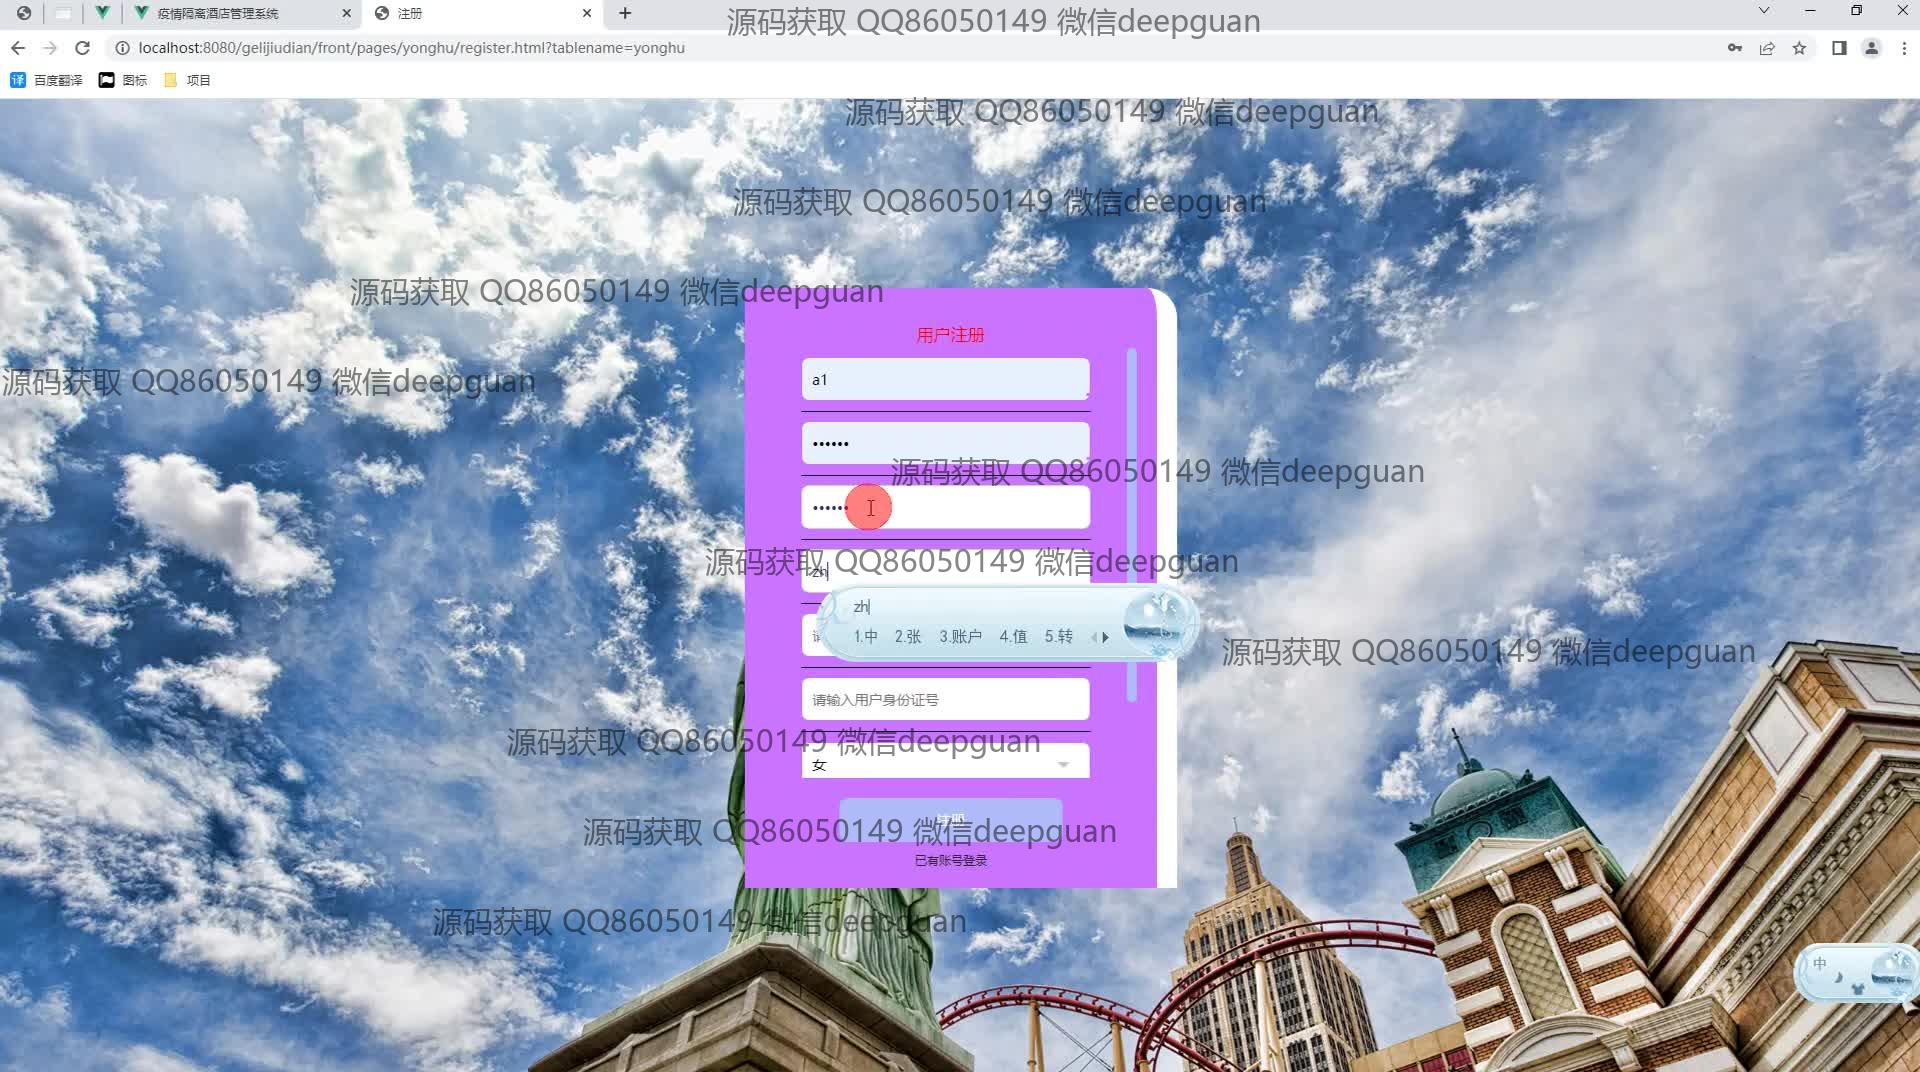 疫情隔离酒店管理系统
注册
源码获取 QQ86050149 微信deepguan
localhost:8080/gelijiudian/front/pages/yonghu/register.html?tablename=yonghu
译 百度翻译 图标 项目
源码获取 QQ86050149 微信deepguan
源码获取 QQ86050149 微信deepguan
源码获取 QQ86050149 微信deepguan
用户注册
a1
源码获取 QQ86050149 微信deepguan
••••••
源码获取 QQ86050149 微信deepguan
••••••
源码获取 QQ86050149 微信deepguan
zh
zh
1.中 2.张 3.账户 4.值 5.转
源码获取 QQ86050149 微信deepguan
请输入用户身份证号
源码获取 QQ86050149 微信deepguan
女
注册
源码获取 QQ86050149 微信deepguan
已有账号登录
源码获取 QQ86050149 微信deepguan
中